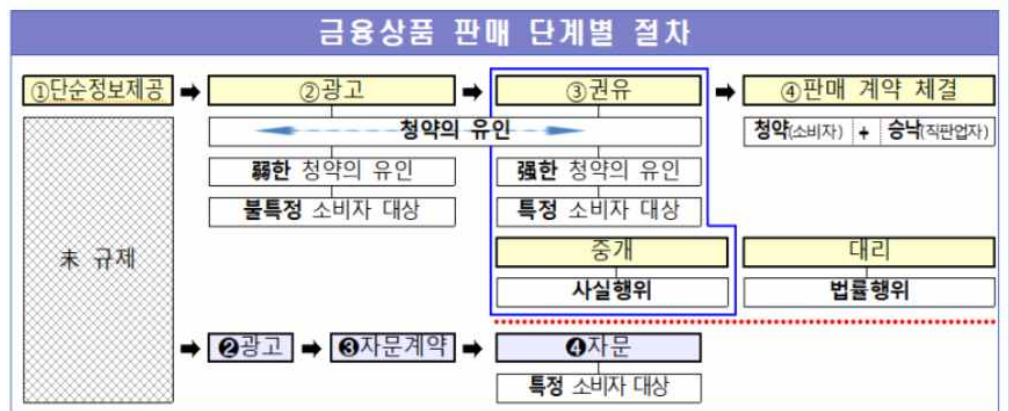 금융상품 판매 단계별 절차
①단순정보제공 ➡ ②광고 ➡ ③권유 ➡ ④판매 계약 체결
청약의 유인
청약(소비자) + 승낙(직판업자)
弱한 청약의 유인
强한 청약의 유인
불특정 소비자 대상
특정 소비자 대상
未 규제
중개
대리
사실행위
법률행위
➡ ❷광고 ➡ ❸자문계약 ➡ ❹자문
특정 소비자 대상